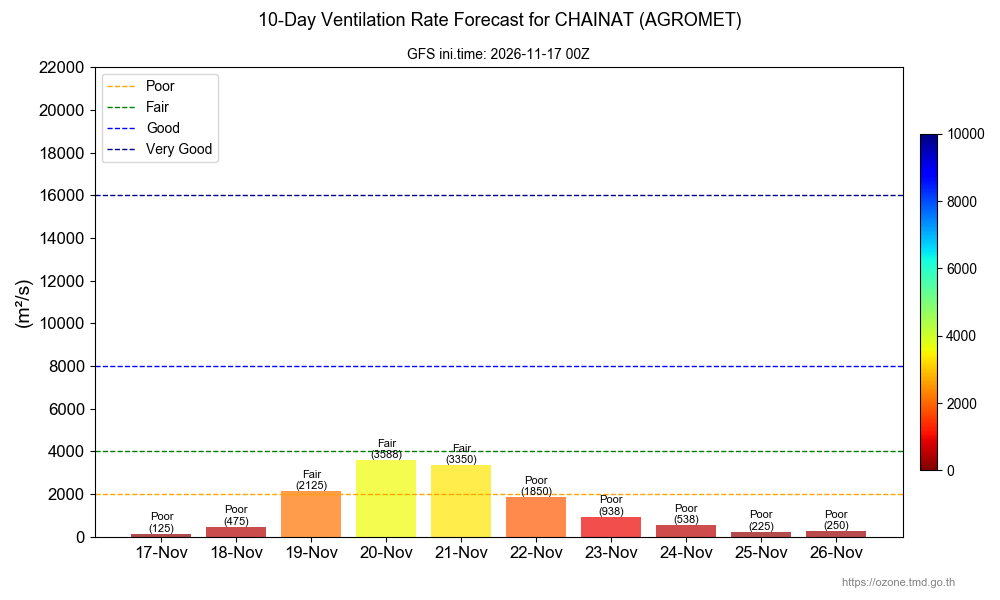 10-Day Ventilation Rate Forecast for CHAINAT (AGROMET)
GFS ini.time: 2026-11-17 00Z
(m²/s)
22000
20000
18000
16000
14000
12000
10000
8000
6000
4000
2000
0
Poor
Fair
Good
Very Good
Poor
(125)
Poor
(475)
Fair
(2125)
Fair
(3588)
Fair
(3350)
Poor
(1850)
Poor
(938)
Poor
(538)
Poor
(225)
Poor
(250)
17-Nov
18-Nov
19-Nov
20-Nov
21-Nov
22-Nov
23-Nov
24-Nov
25-Nov
26-Nov
10000
8000
6000
4000
2000
0
https://ozone.tmd.go.th